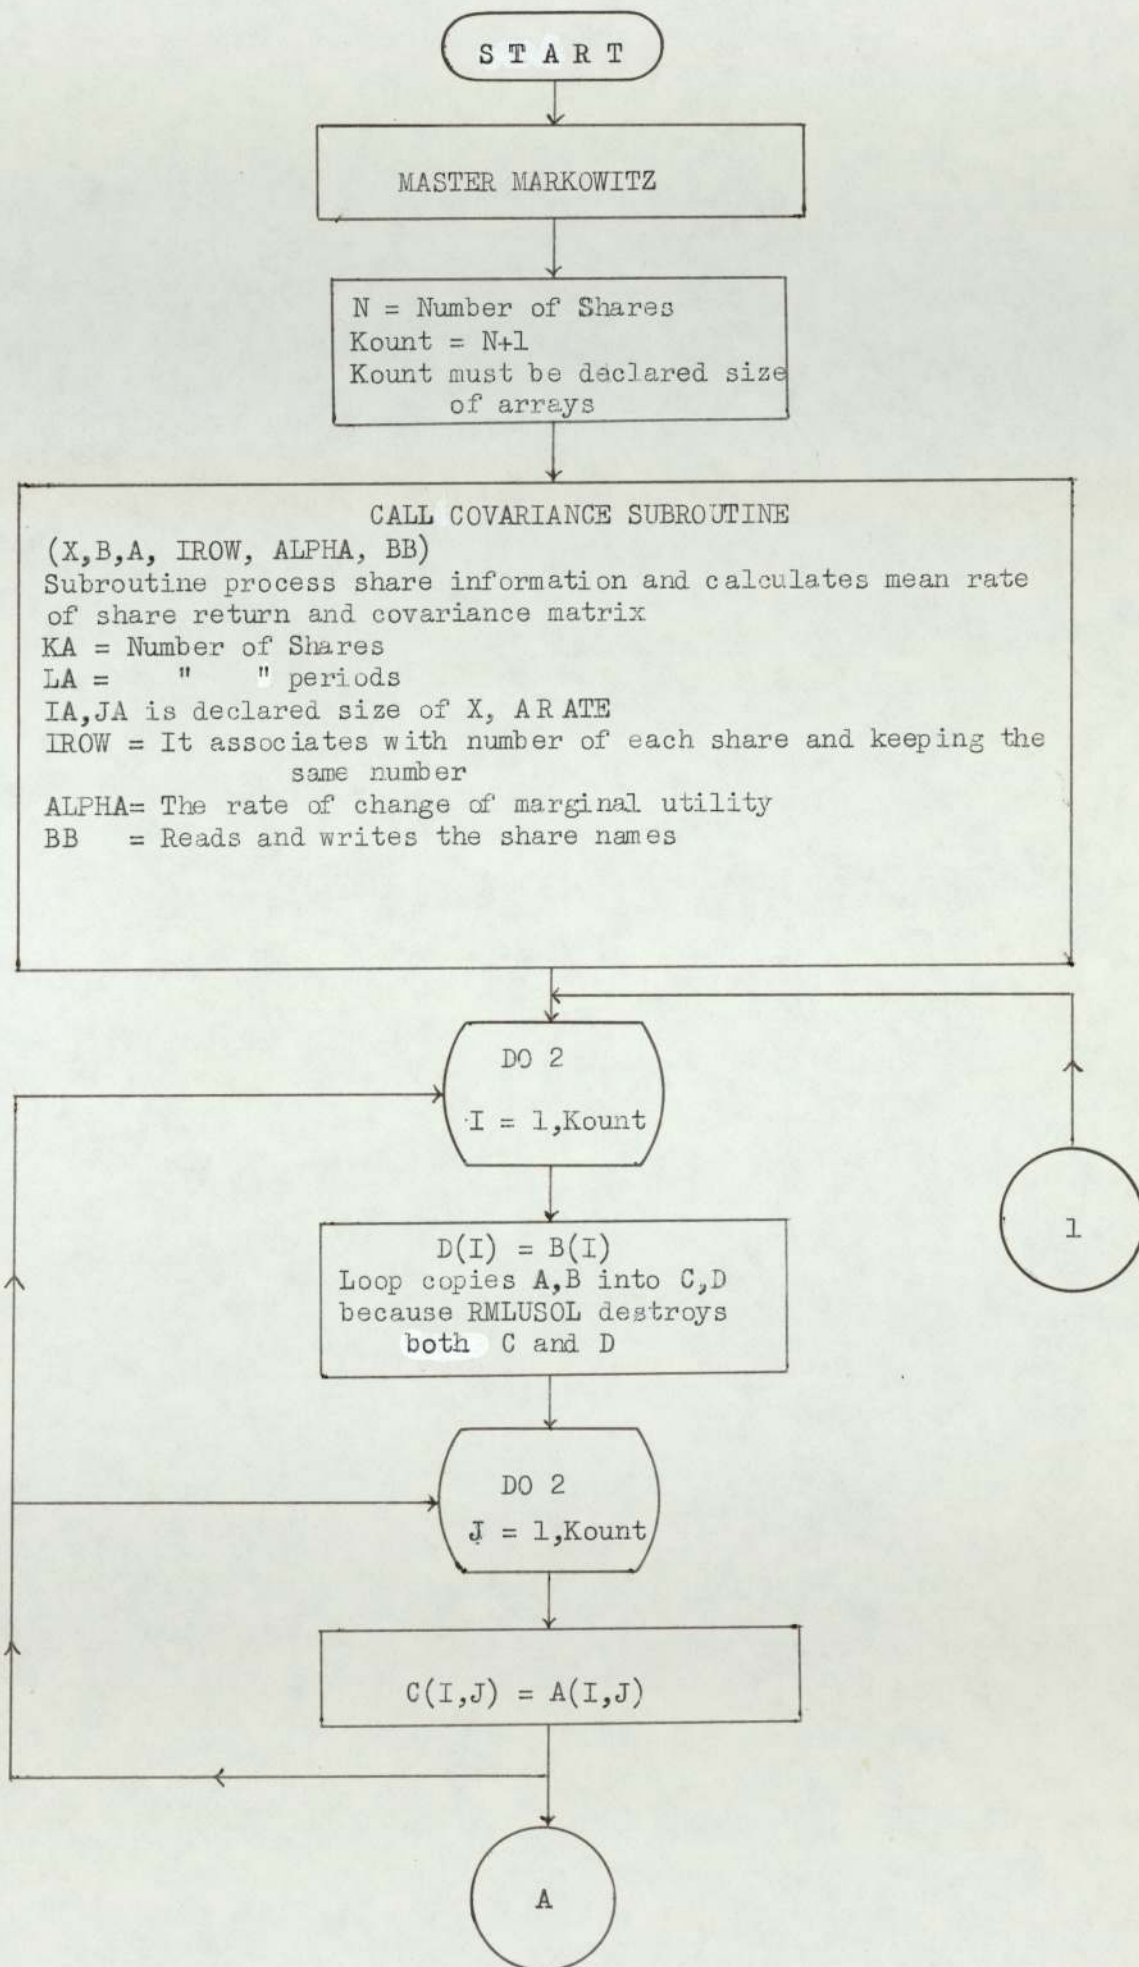 S T A R T
MASTER MARKOWITZ
N = Number of Shares
Kount = N+1
Kount must be declared size
of arrays
CALL COVARIANCE SUBROUTINE
(X,B,A, IROW, ALPHA, BB)
Subroutine process share information and calculates mean rate
of share return and covariance matrix
KA = Number of Shares
LA = " " periods
IA,JA is declared size of X, ARATE
IROW = It associates with number of each share and keeping the
same number
ALPHA= The rate of change of marginal utility
BB = Reads and writes the share names
DO 2
I = 1,Kount
1
D(I) = B(I)
Loop copies A,B into C,D
because RMLUSOL destroys
both C and D
DO 2
J = 1,Kount
C(I,J) = A(I,J)
A